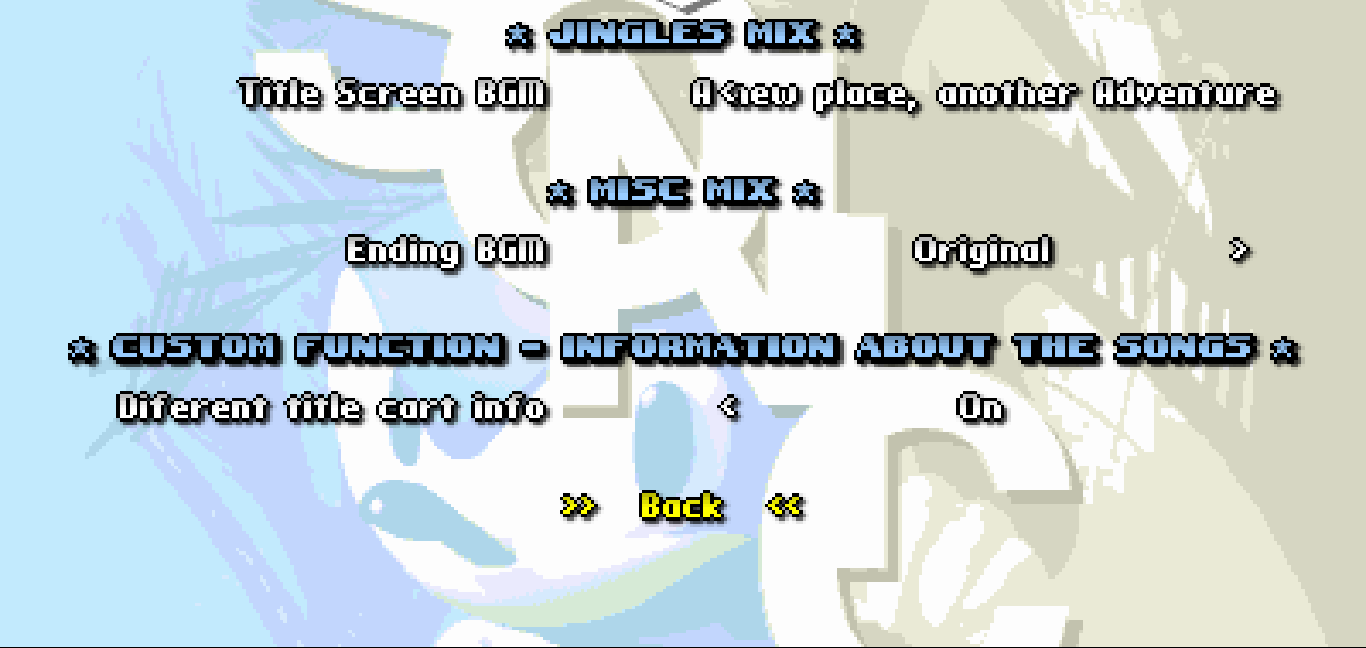 * JINGLES MIX *
Title Screen BGM A<new place, another Adventure
* MISC MIX *
Ending BGM Original >
* CUSTOM FUNCTION - INFORMATION ABOUT THE SONGS *
Diferent title cart info < On
>> Back <<